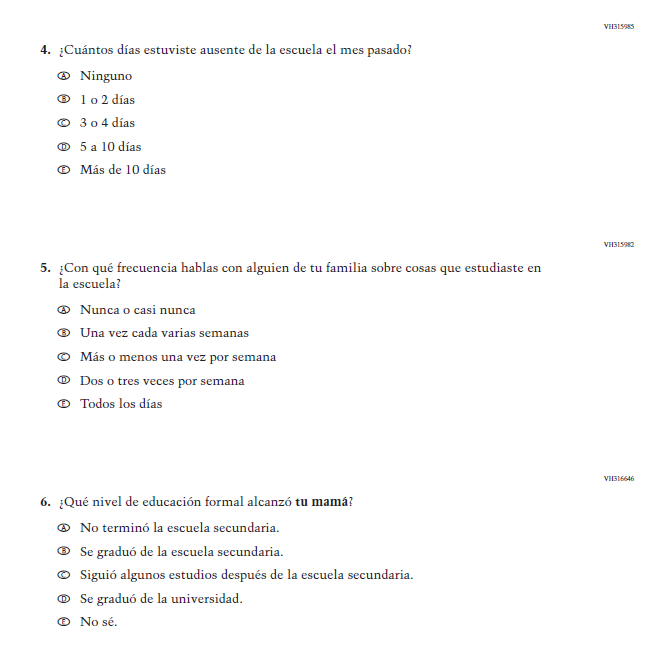 VH315985
4. ¿Cuántos días estuviste ausente de la escuela el mes pasado?
A Ninguno
B 1 o 2 días
C 3 o 4 días
D 5 a 10 días
E Más de 10 días
VH315982
5. ¿Con qué frecuencia hablas con alguien de tu familia sobre cosas que estudiaste en
la escuela?
A Nunca o casi nunca
B Una vez cada varias semanas
C Más o menos una vez por semana
D Dos o tres veces por semana
E Todos los días
VH316646
6. ¿Qué nivel de educación formal alcanzó tu mamá?
A No terminó la escuela secundaria.
B Se graduó de la escuela secundaria.
C Siguió algunos estudios después de la escuela secundaria.
D Se graduó de la universidad.
E No sé.